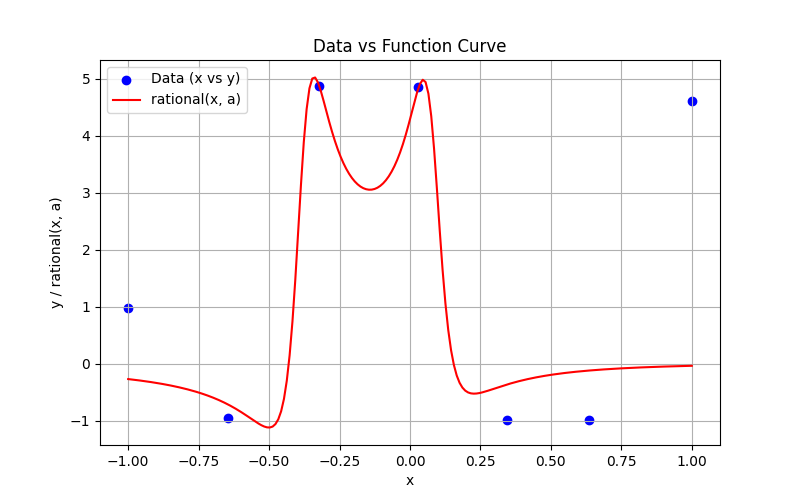 Data vs Function Curve
Data (x vs y)
rational(x, a)
y / rational(x, a)
5
4
3
2
1
0
−1
−1.00 −0.75 −0.50 −0.25 0.00 0.25 0.50 0.75 1.00
x